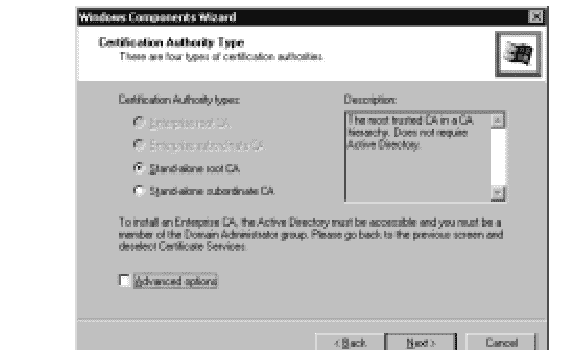 Windows Components Wizard
Certification Authority Type
There are four types of certification authorities.
Certification Authority types:
Description:
Enterprise root CA
Enterprise subordinate CA
Stand-alone root CA
Stand-alone subordinate CA
The most trusted CA in a CA
hierarchy. Does not require
Active Directory.
To install an Enterprise CA, the Active Directory must be accessible and you must be a
member of the Domain Administrator group. Please go back to the previous screen and
deselect Certificate Services.
Advanced options
< Back
Next >
Cancel